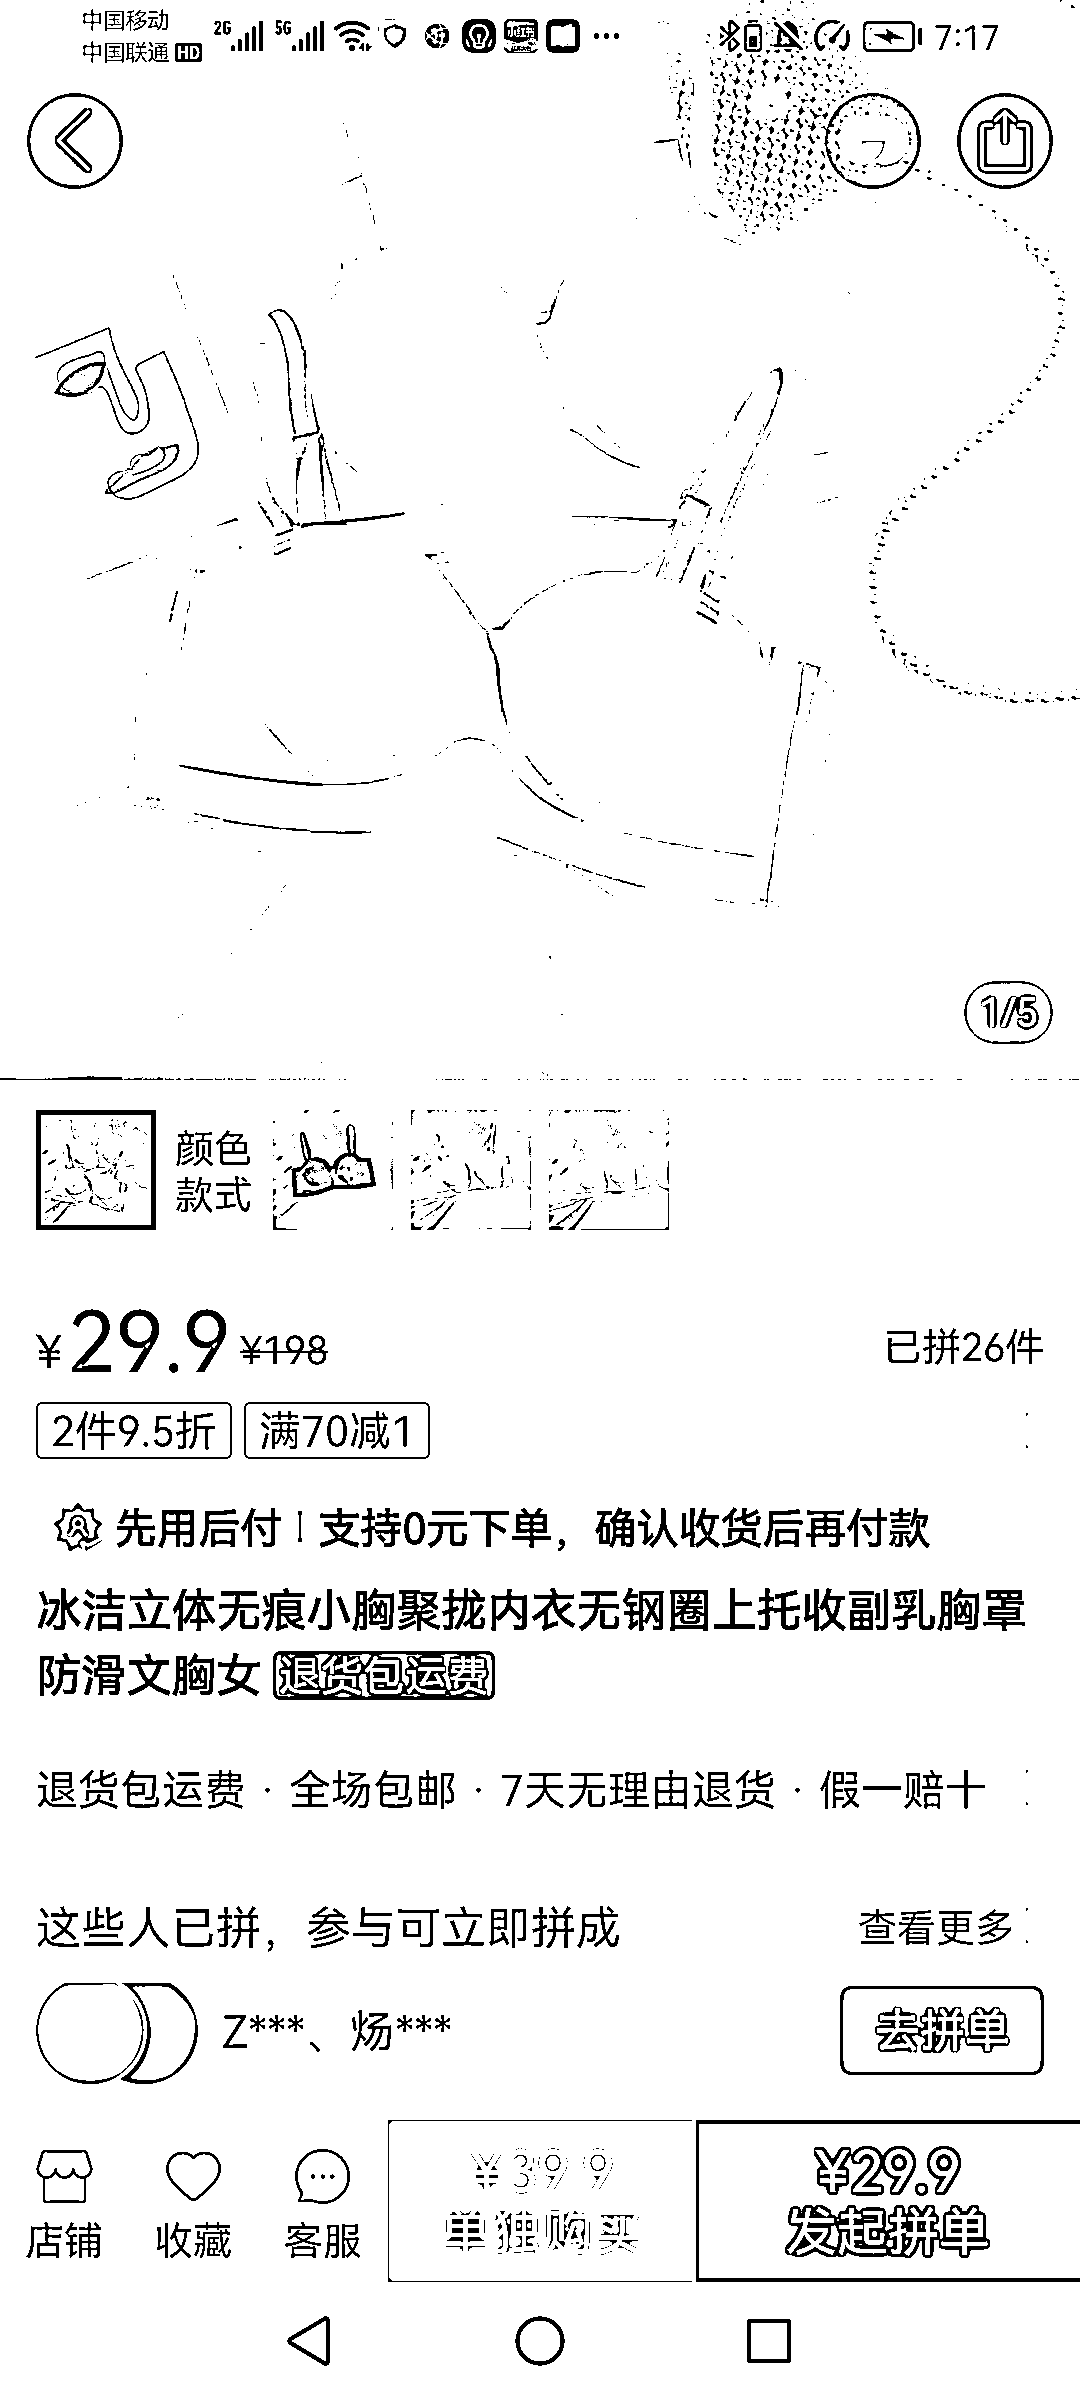 中国移动
中国联通 HD
2G 5G
7:17
1/5
颜色
款式
¥29.9 ¥198
已拼26件
2件9.5折 满70减1
先用后付 | 支持0元下单，确认收货后再付款
冰洁立体无痕小胸聚拢内衣无钢圈上托收副乳胸罩
防滑文胸女 退货包运费
退货包运费 · 全场包邮 · 7天无理由退货 · 假一赔十
这些人已拼，参与可立即拼成
查看更多
Z***、炀***
去拼单
店铺
收藏
客服
¥39.9
单独购买
¥29.9
发起拼单